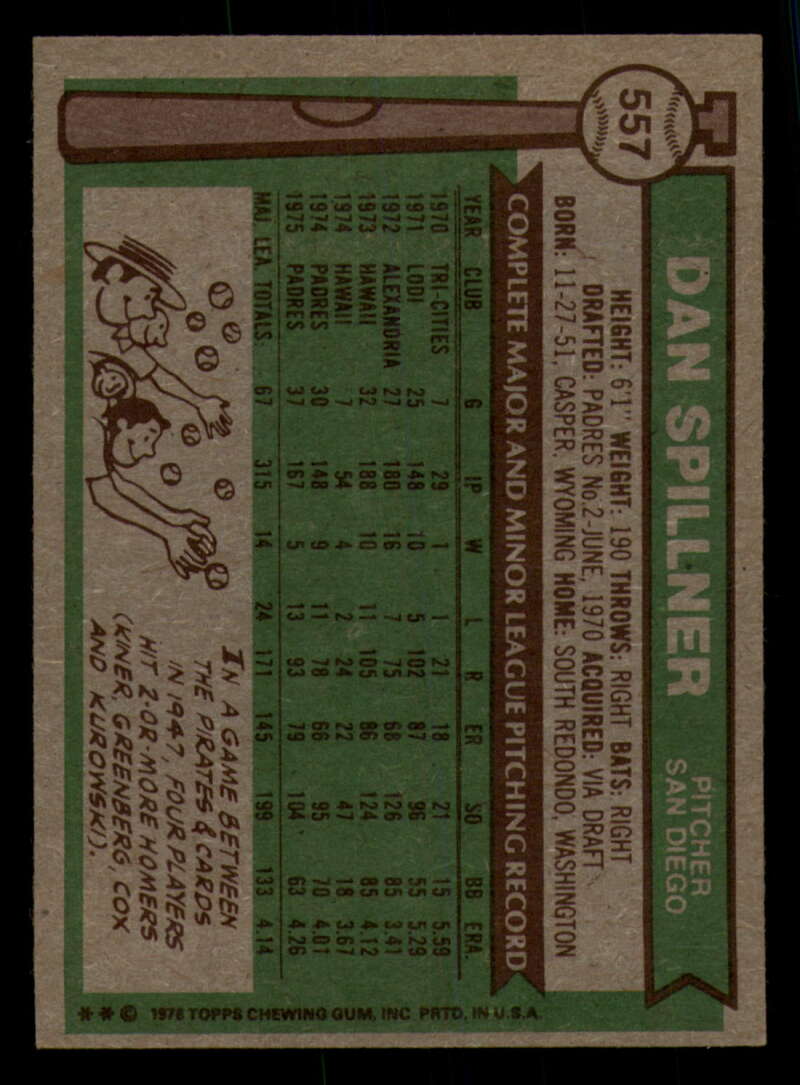 557
DAN SPILLNER
PITCHER
SAN DIEGO
HEIGHT: 6'1" WEIGHT: 190 THROWS: RIGHT BATS: RIGHT
DRAFTED: PADRES No.2-JUNE, 1970 ACQUIRED: VIA DRAFT
BORN: 11-27-51, CASPER, WYOMING HOME: SOUTH REDONDO, WASHINGTON
COMPLETE MAJOR AND MINOR LEAGUE PITCHING RECORD
YEAR CLUB G IP W L R ER SO BB ERA.
1970 TRI-CITIES 7 29 1 1 21 18 21 15 5.59
1971 LODI 25 148 10 5 102 87 96 55 5.29
1972 ALEXANDRIA 27 180 16 7 75 68 126 85 3.41
1973 HAWAII 32 188 10 11 105 86 124 85 4.12
1974 HAWAII 7 54 4 2 24 22 47 18 3.67
1974 PADRES 30 148 9 11 78 66 95 70 4.01
1975 PADRES 37 167 5 13 93 79 104 63 4.26
MAJ. LEA. TOTALS: 67 315 14 24 171 145 199 133 4.14
IN A GAME BETWEEN
THE PIRATES & CARDS
IN 1947, FOUR PLAYERS
HIT 2-OR-MORE HOMERS
(KINER, GREENBERG, COX
AND KUROWSKI).
** © 1976 TOPPS CHEWING GUM, INC. PRTD. IN U.S.A.